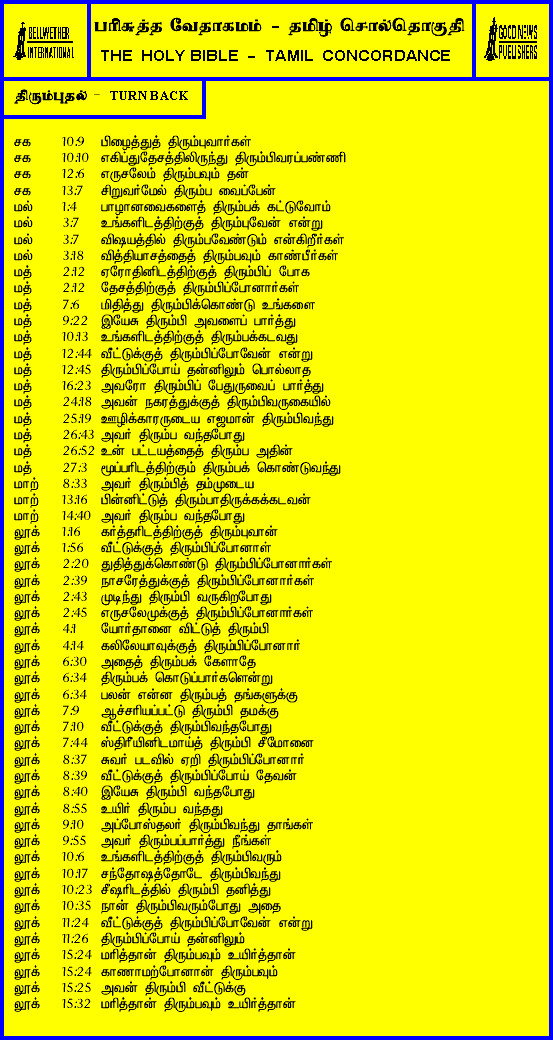 BELLWETHER
INTERNATIONAL
பரிசுத்த வேதாகமம் - தமிழ் சொல்தொகுதி
THE HOLY BIBLE - TAMIL CONCORDANCE
GOOD NEWS
PUBLISHERS
திரும்புதல் - TURN BACK
சக 10:9 பிழைத்துத் திரும்புவார்கள்
சக 10:10 எகிப்துதேசத்திலிருந்து திரும்பிவரப்பண்ணி
சக 12:6 எருசலேம் திரும்பவும் தன்
சக 13:7 சிறுவர்மேல் திரும்ப வைப்பேன்
மல் 1:4 பாழானவைகளைத் திரும்பக் கட்டுவோம்
மல் 3:7 உங்களிடத்திற்குத் திரும்புவேன் என்று
மல் 3:7 விஷயத்தில் திரும்பவேண்டும் என்கிறீர்கள்
மல் 3:18 வித்தியாசத்தைத் திரும்பவும் காண்பீர்கள்
மத் 2:12 ஏரோதினிடத்திற்குத் திரும்பிப் போக
மத் 2:12 தேசத்திற்குத் திரும்பிப்போனார்கள்
மத் 7:6 மிதித்து திரும்பிக்கொண்டு உங்களை
மத் 9:22 இயேசு திரும்பி அவளைப் பார்த்து
மத் 10:13 உங்களிடத்திற்குத் திரும்பக்கடவது
மத் 12:44 வீட்டுக்குத் திரும்பிப்போவேன் என்று
மத் 12:45 திரும்பிப்போய் தன்னிலும் பொல்லாத
மத் 16:23 அவரோ திரும்பிப் பேதுருவைப் பார்த்து
மத் 24:18 அவன் நகரத்துக்குத் திரும்பிவருகையில்
மத் 25:19 ஊழிக்காரருடைய எஜமான் திரும்பிவந்து
மத் 26:43 அவர் திரும்ப வந்தபோது
மத் 26:52 உன் பட்டயத்தைத் திரும்ப அதின்
மத் 27:3 மூப்பரிடத்திற்கும் திரும்பக் கொண்டுவந்து
மாற் 8:33 அவர் திரும்பித் தம்முடைய
மாற் 13:16 பின்னிட்டுத் திரும்பாதிருக்கக்கடவன்
மாற் 14:40 அவர் திரும்ப வந்தபோது
லூக் 1:16 கர்த்தரிடத்திற்குத் திரும்புவான்
லூக் 1:56 வீட்டுக்குத் திரும்பிப்போனாள்
லூக் 2:20 துதித்துக்கொண்டு திரும்பிப்போனார்கள்
லூக் 2:39 நாசரேத்துக்குத் திரும்பிப்போனார்கள்
லூக் 2:43 முடிந்து திரும்பி வருகிறபோது
லூக் 2:45 எருசலேமுக்குத் திரும்பிப்போனார்கள்
லூக் 4:1 யோர்தானை விட்டுத் திரும்பி
லூக் 4:14 கலிலேயாவுக்குத் திரும்பிப்போனார்
லூக் 6:30 அதைத் திரும்பக் கேளாதே
லூக் 6:34 திரும்பக் கொடுப்பார்களென்று
லூக் 6:34 பலன் என்ன திரும்பத் தங்களுக்கு
லூக் 7:9 ஆச்சரியப்பட்டு திரும்பி தமக்கு
லூக் 7:10 வீட்டுக்குத் திரும்பிவந்தபோது
லூக் 7:44 ஸ்திரீயினிடமாய்த் திரும்பி சீமோனை
லூக் 8:37 சுவர் படவில் ஏறி திரும்பிப்போனார்
லூக் 8:39 வீட்டுக்குத் திரும்பிப்போய் தேவன்
லூக் 8:40 இயேசு திரும்பி வந்தபோது
லூக் 8:55 உயிர் திரும்ப வந்தது
லூக் 9:10 அப்போஸ்தலர் திரும்பிவந்து தாங்கள்
லூக் 9:55 அவர் திரும்பப்பார்த்து நீங்கள்
லூக் 10:6 உங்களிடத்திற்குத் திரும்பிவரும்
லூக் 10:17 சந்தோஷத்தோடே திரும்பிவந்து
லூக் 10:23 சீஷரிடத்தில் திரும்பி தனித்து
லூக் 10:35 நான் திரும்பிவரும்போது அதை
லூக் 11:24 வீட்டுக்குத் திரும்பிப்போவேன் என்று
லூக் 11:26 திரும்பிப்போய் தன்னிலும்
லூக் 15:24 மரித்தான் திரும்பவும் உயிர்த்தான்
லூக் 15:24 காணாமற்போனான் திரும்பவும்
லூக் 15:25 அவன் திரும்பி வீட்டுக்கு
லூக் 15:32 மரித்தான் திரும்பவும் உயிர்த்தான்